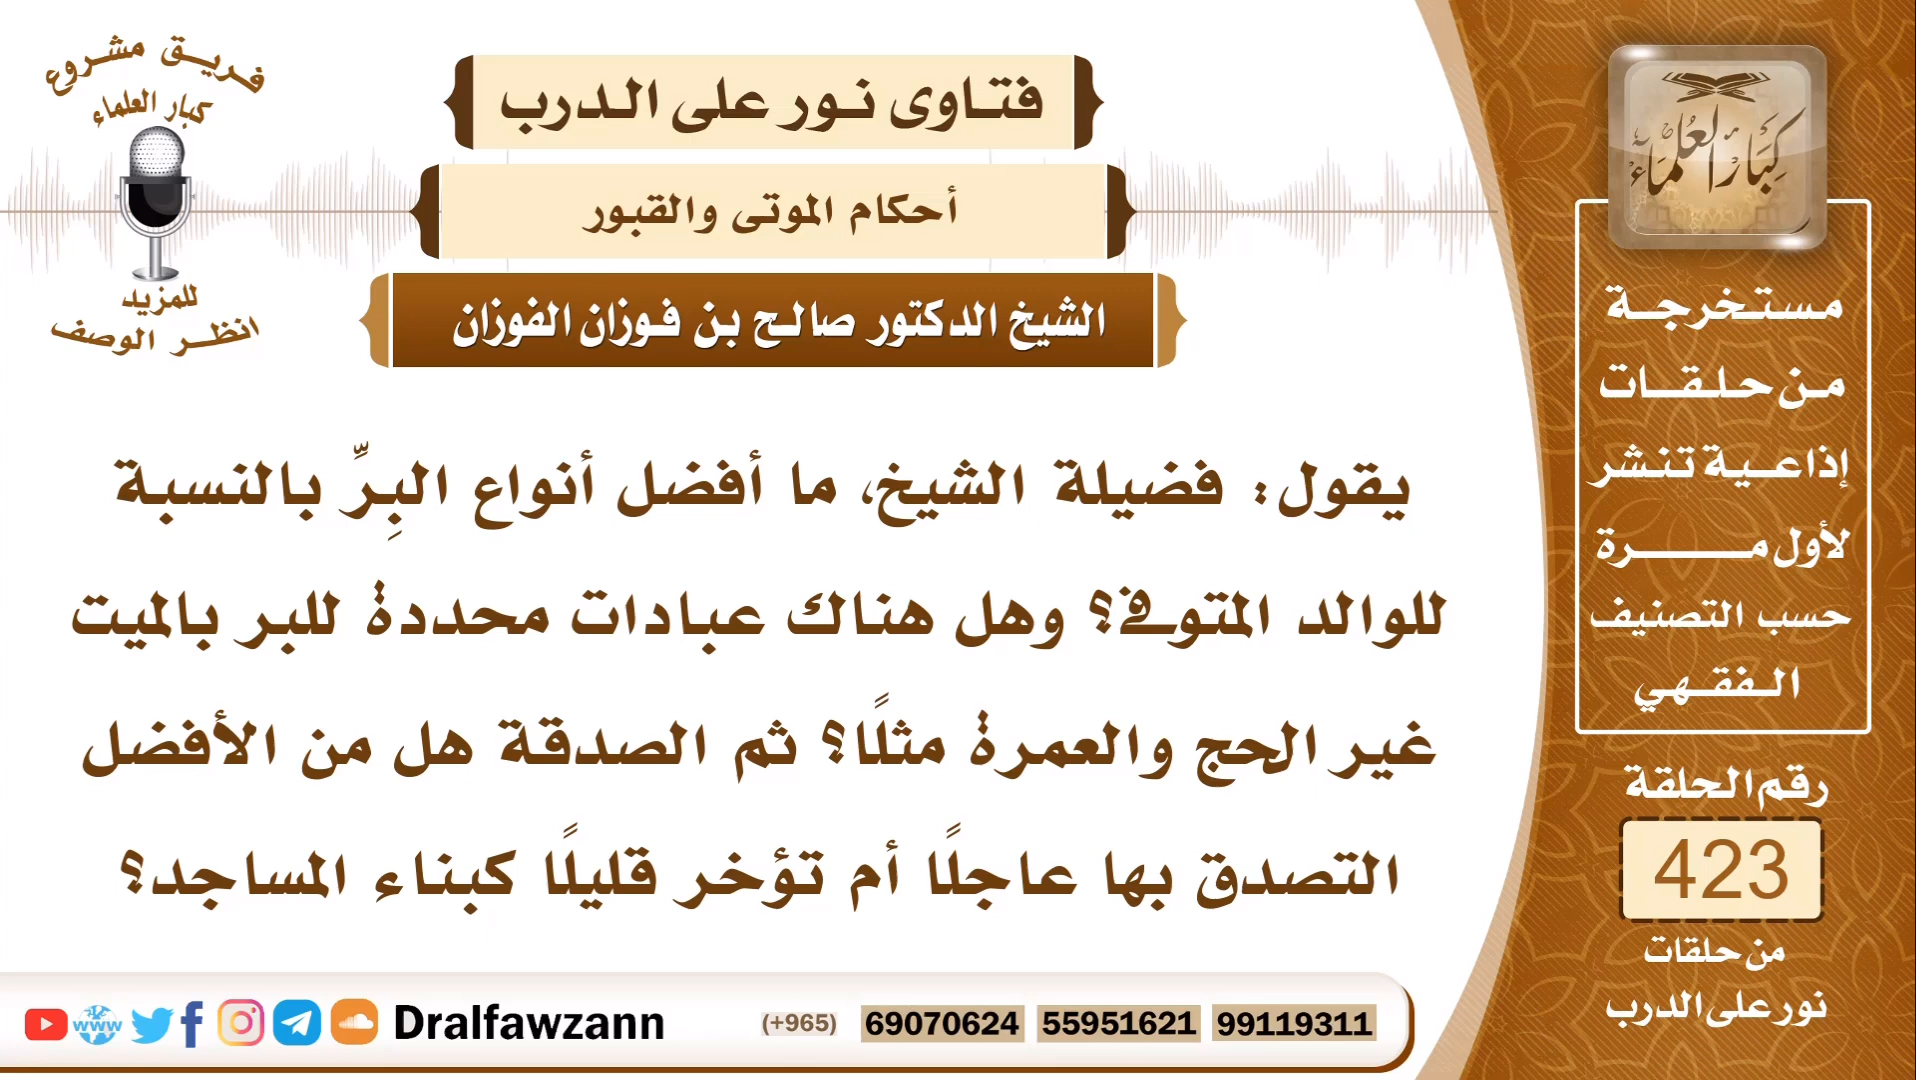 فريق مشروع
كبار العلماء
للمزيد
انظر الوصف
فتاوى نور على الدرب
أحكام الموتى والقبور
الشيخ الدكتور صالح بن فوزان الفوزان
يقول: فضيلة الشيخ، ما أفضل أنواع البِرِّ بالنسبة
للوالد المتوفى؟ وهل هناك عبادات محددة للبر بالميت
غير الحج والعمرة مثلًا؟ ثم الصدقة هل من الأفضل
التصدق بها عاجلًا أم تؤخر قليلًا كبناء المساجد؟
كِبَار العُلَمَاء
مستخرجة
من حلقات
إذاعية تنشر
لأول مرة
حسب التصنيف
الفقهي
رقم الحلقة
423
من حلقات
نور على الدرب
www Dralfawzann (+965) 69070624 55951621 99119311